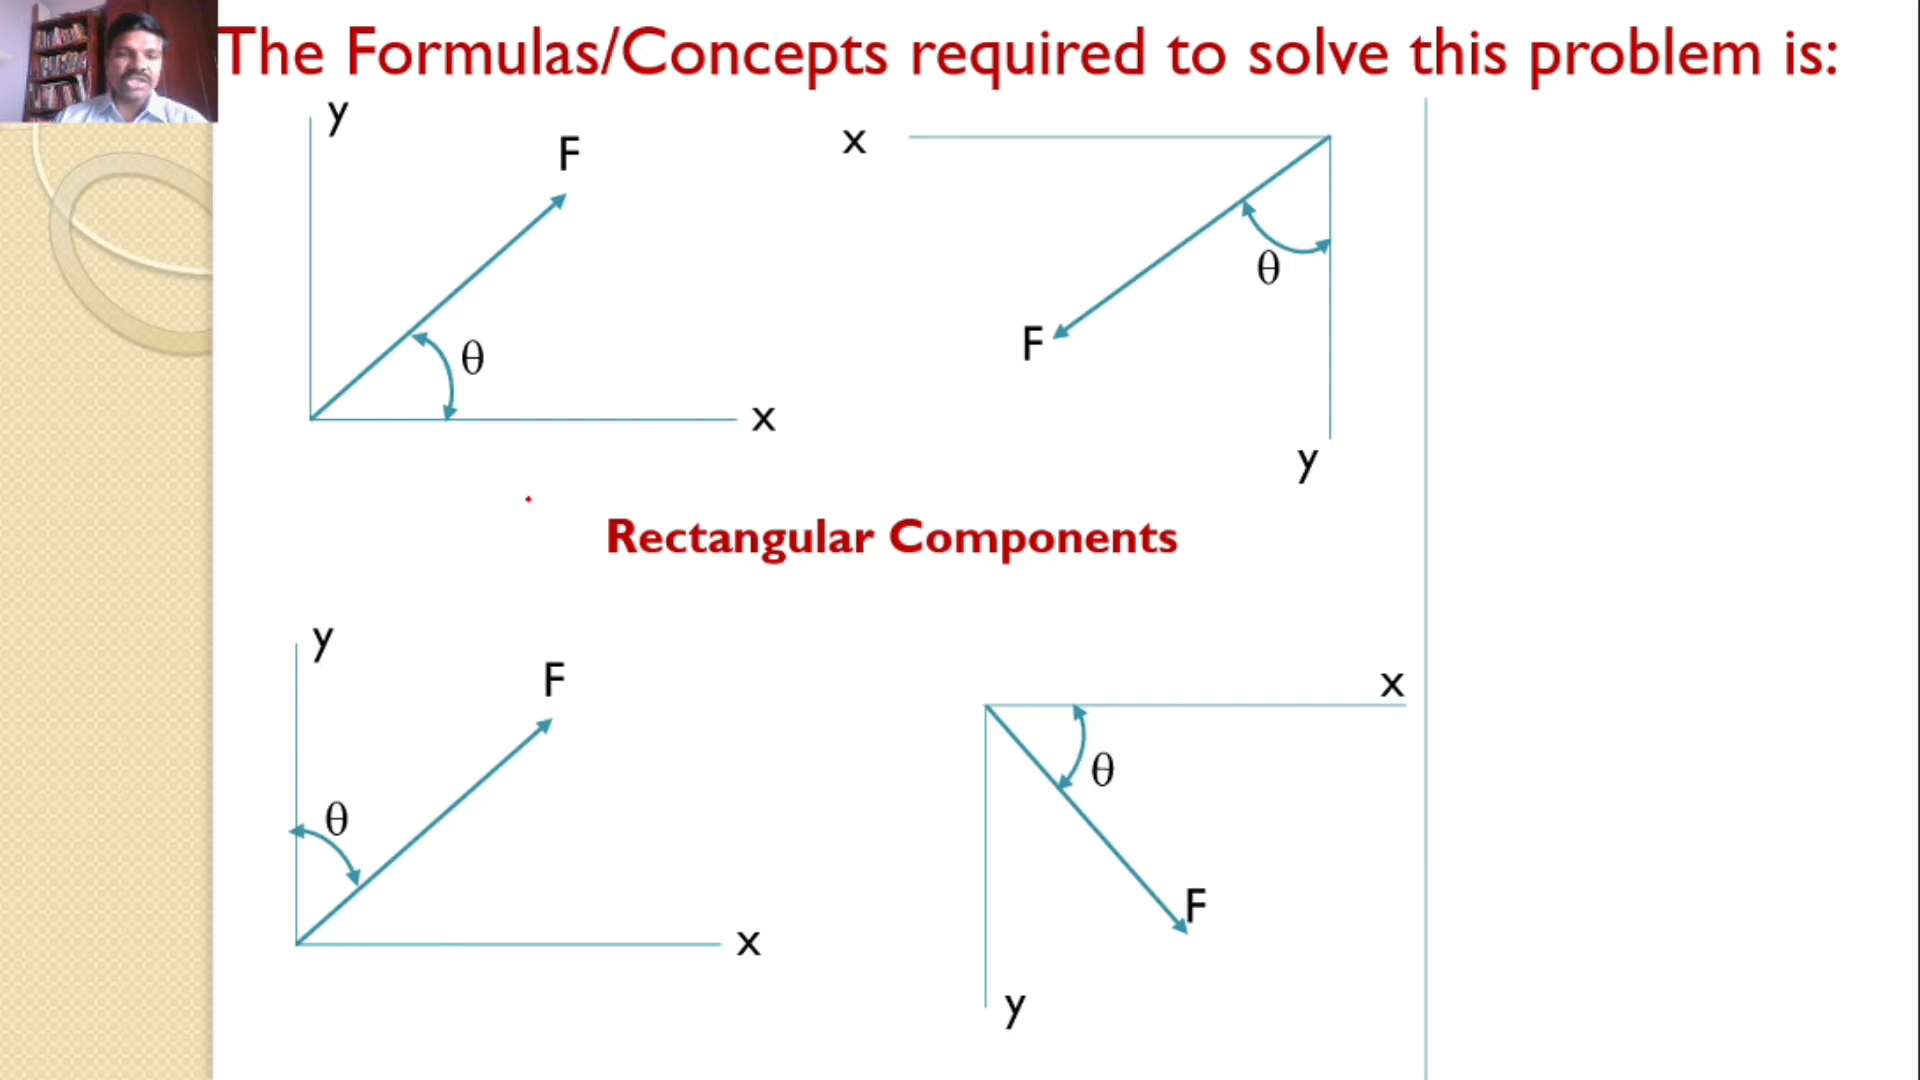 The Formulas/Concepts required to solve this problem is:
y
F
θ
x
x
θ
F
y
Rectangular Components
y
F
θ
x
x
θ
F
y